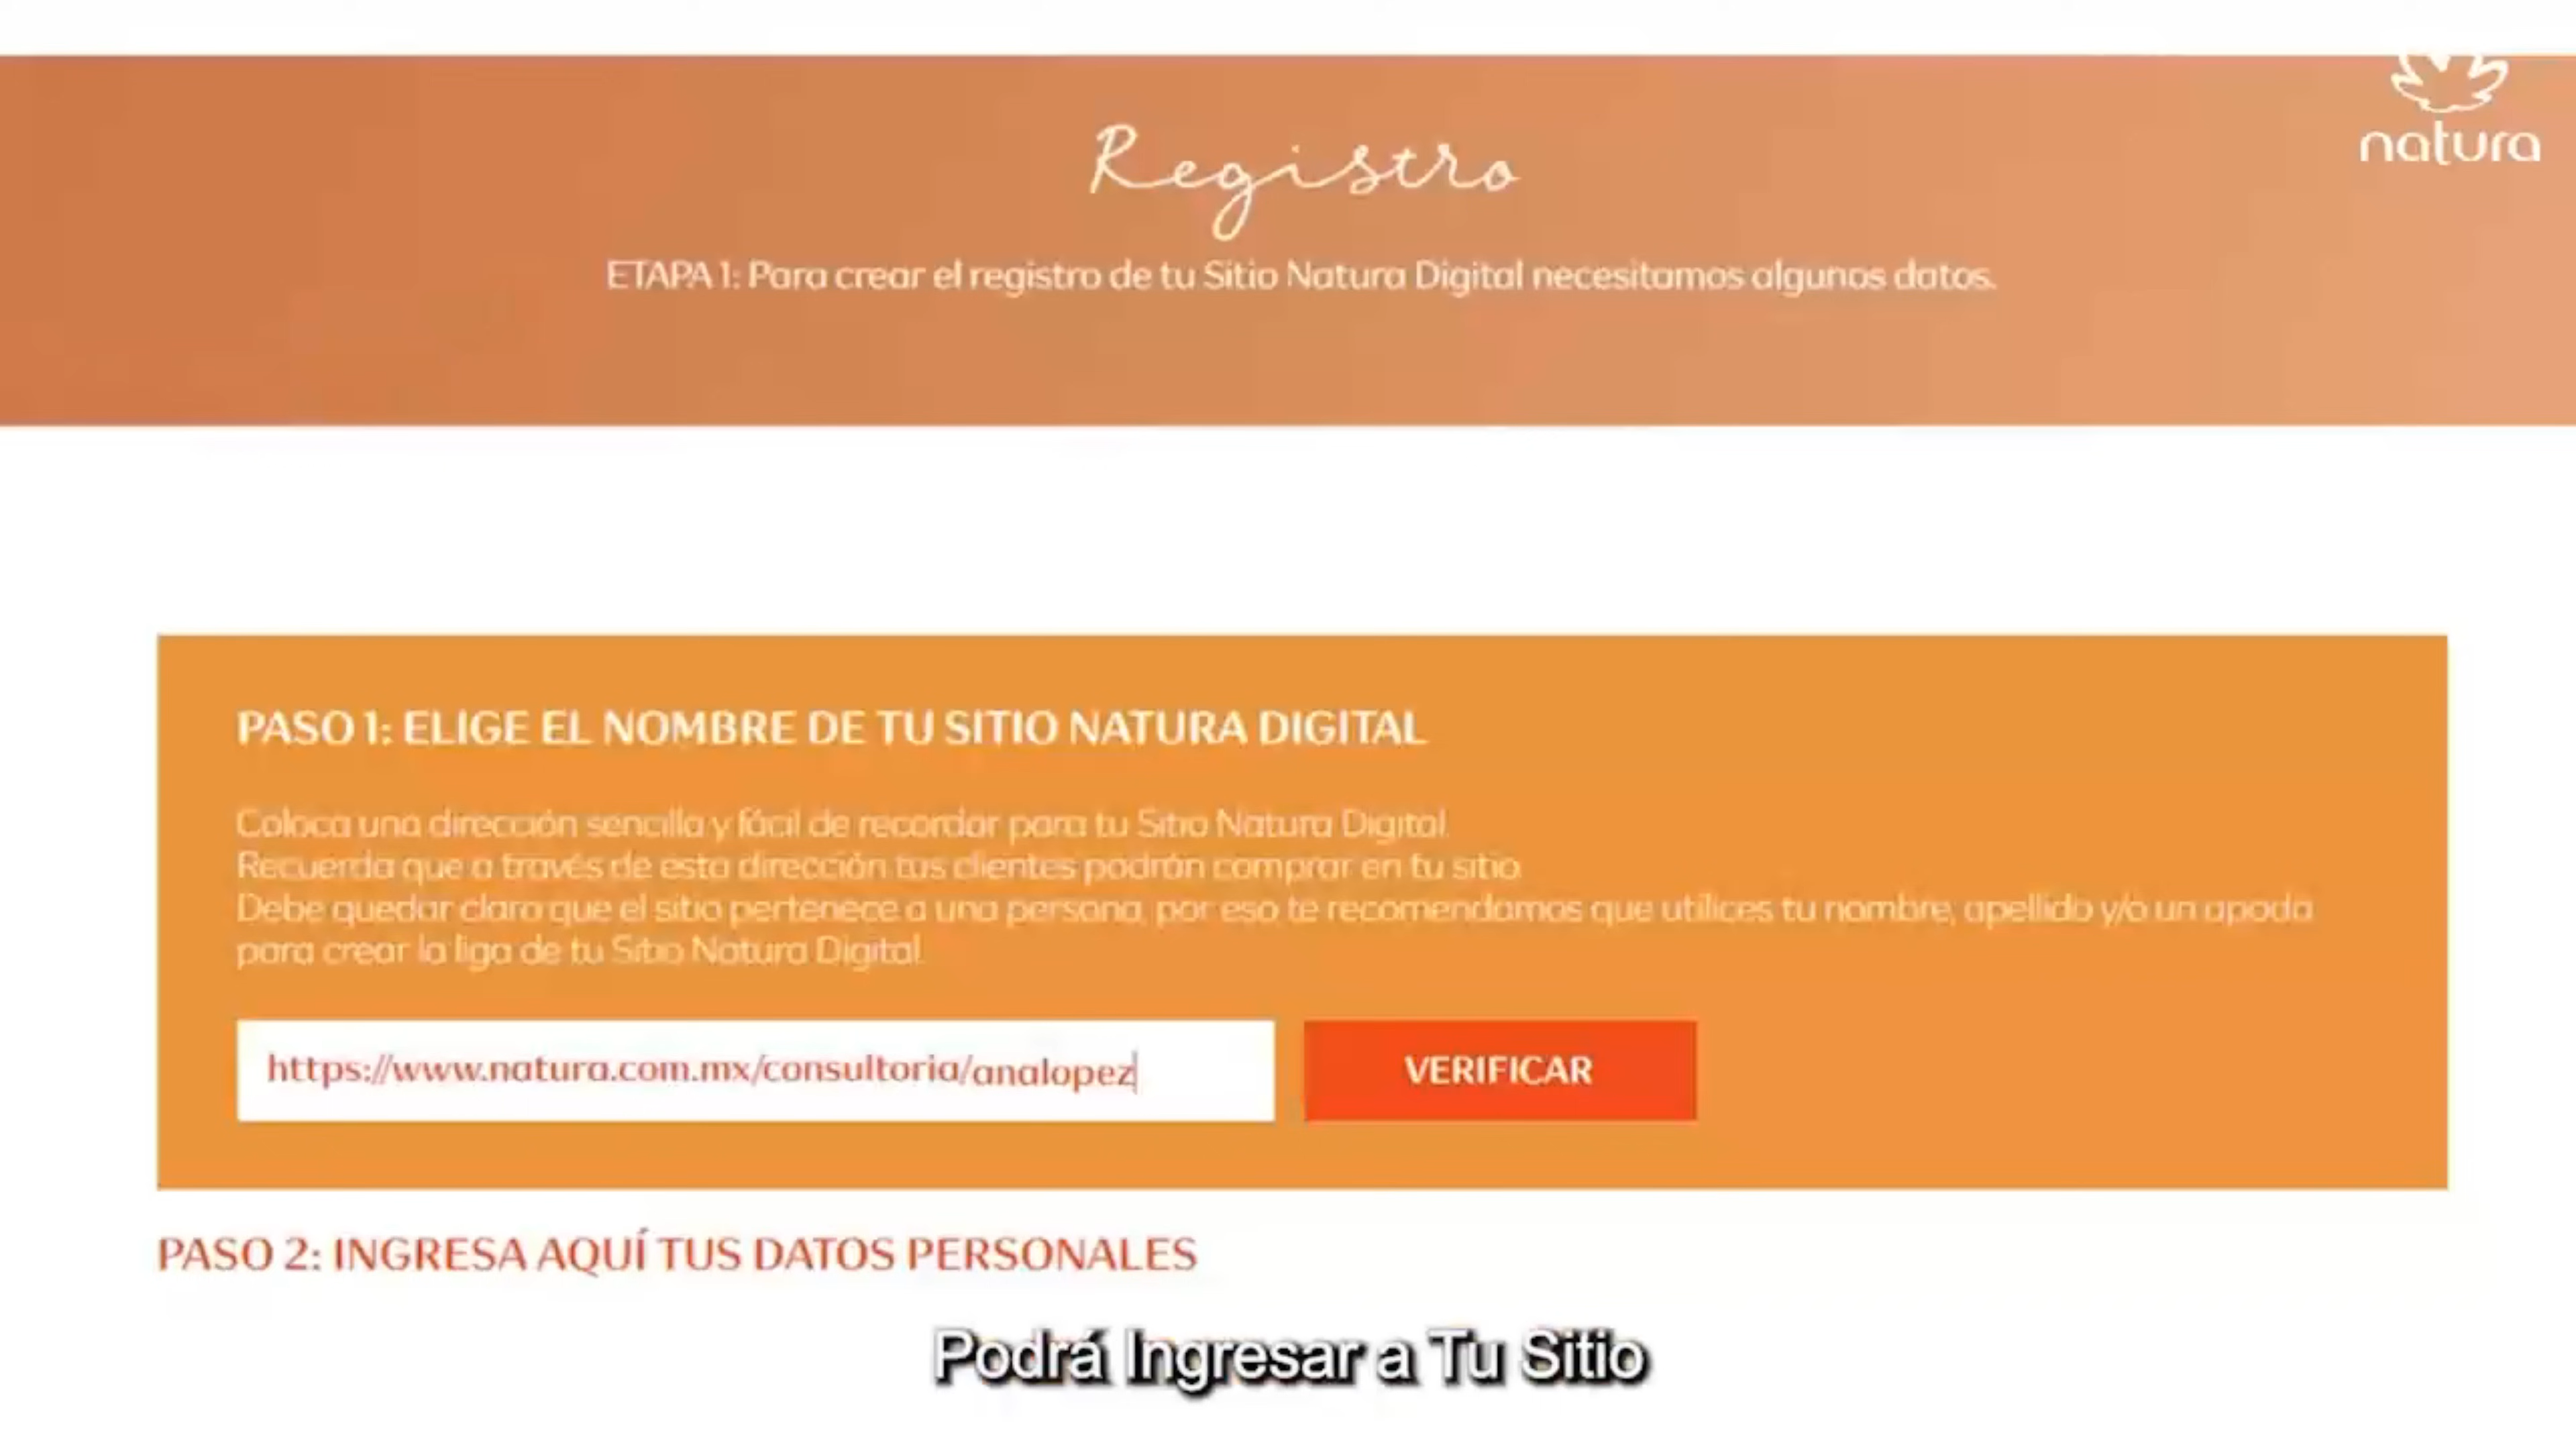 natura
Registro
ETAPA 1: Para crear el registro de tu Sitio Natura Digital necesitamos algunos datos.
PASO 1: ELIGE EL NOMBRE DE TU SITIO NATURA DIGITAL
Coloca una dirección sencilla y fácil de recordar para tu Sitio Natura Digital.
Recuerda que a través de esta dirección tus clientes podrán comprar en tu sitio.
Debe quedar claro que el sitio pertenece a una persona, por eso te recomendamos que utilices tu nombre, apellido y/o un apodo
para crear la liga de tu Sitio Natura Digital.
https://www.natura.com.mx/consultoria/analopez
VERIFICAR
PASO 2: INGRESA AQUÍ TUS DATOS PERSONALES
Podrá Ingresar a Tu Sitio